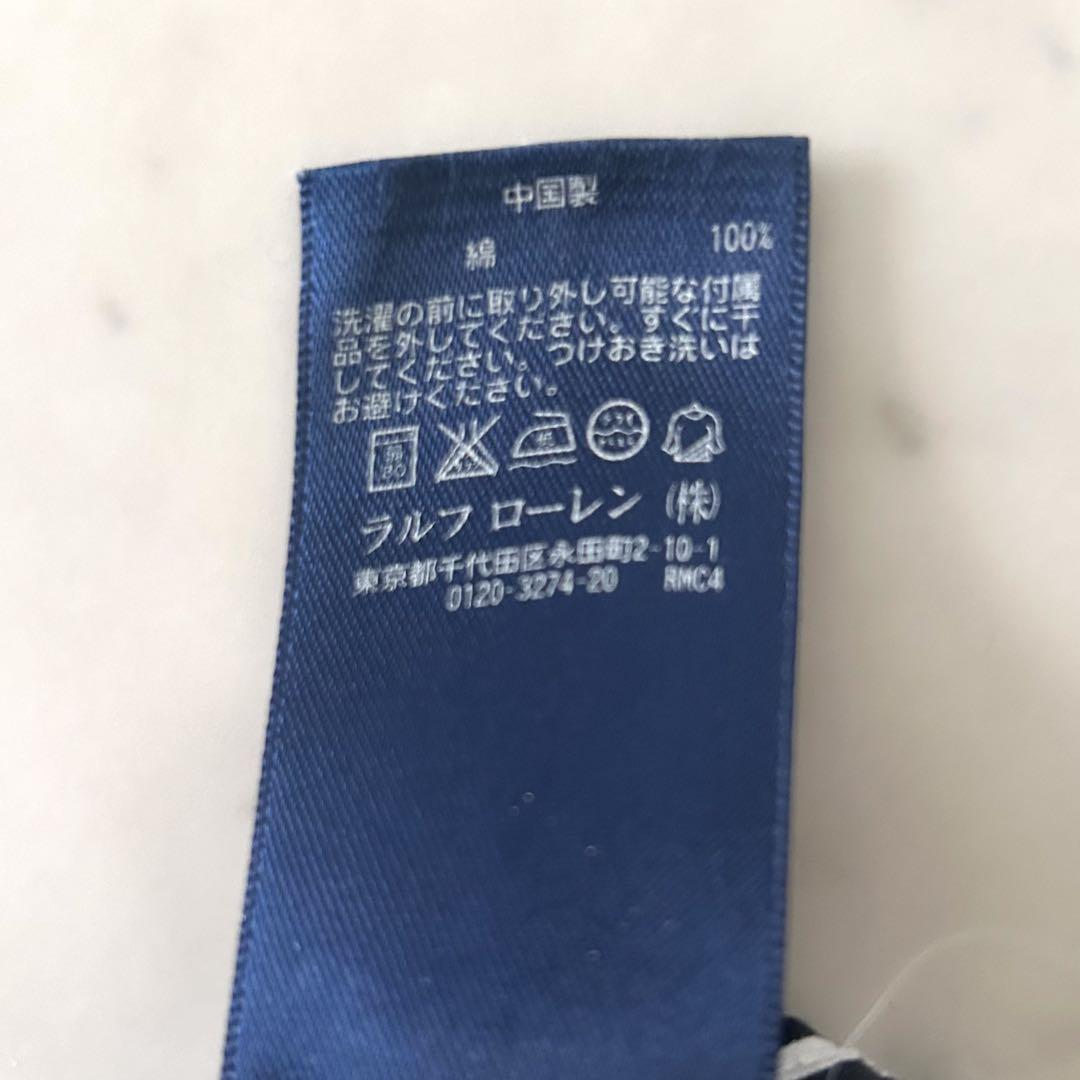 中国製
綿 100%
洗濯の前に取り外し可能な付属
品を外してください。すぐに干
してください。つけおき洗いは
お避けください。
ラルフ ローレン (株)
東京都千代田区永田町2-10-1
0120-3274-20 RMC4